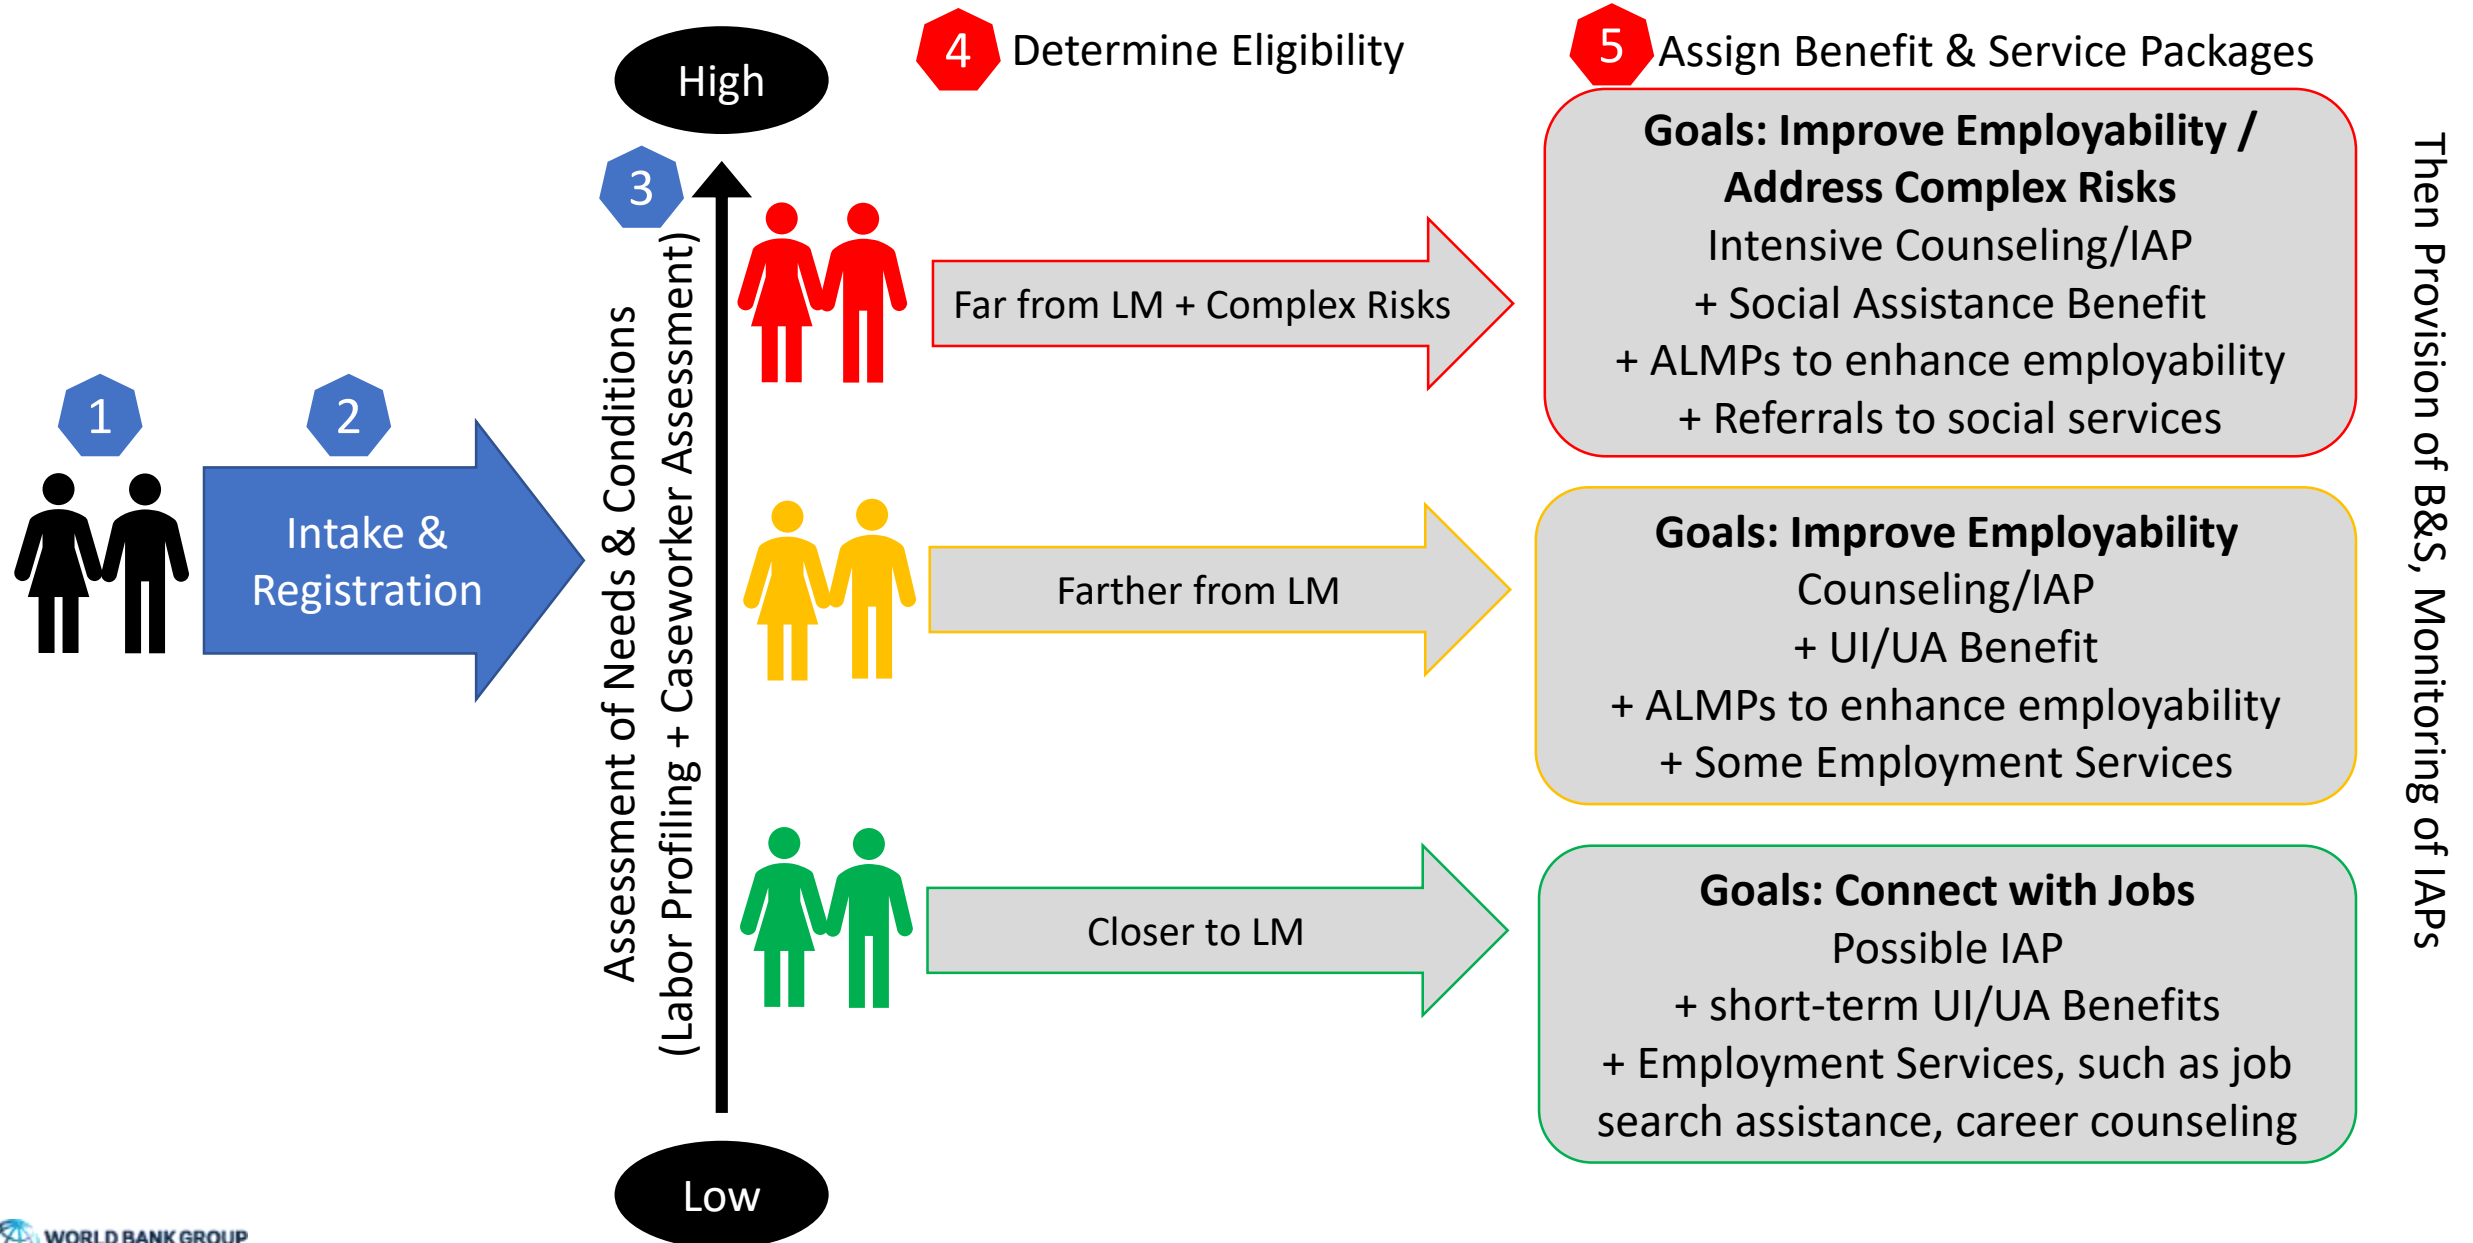 High
4 Determine Eligibility
5 Assign Benefit & Service Packages
3
Assessment of Needs & Conditions
(Labor Profiling + Caseworker Assessment)
1
2
Intake &
Registration
Far from LM + Complex Risks
Goals: Improve Employability /
Address Complex Risks
Intensive Counseling/IAP
+ Social Assistance Benefit
+ ALMPs to enhance employability
+ Referrals to social services
Farther from LM
Goals: Improve Employability
Counseling/IAP
+ UI/UA Benefit
+ ALMPs to enhance employability
+ Some Employment Services
Closer to LM
Goals: Connect with Jobs
Possible IAP
+ short-term UI/UA Benefits
+ Employment Services, such as job
search assistance, career counseling
Then Provision of B&S, Monitoring of IAPs
Low
WORLD BANK GROUP